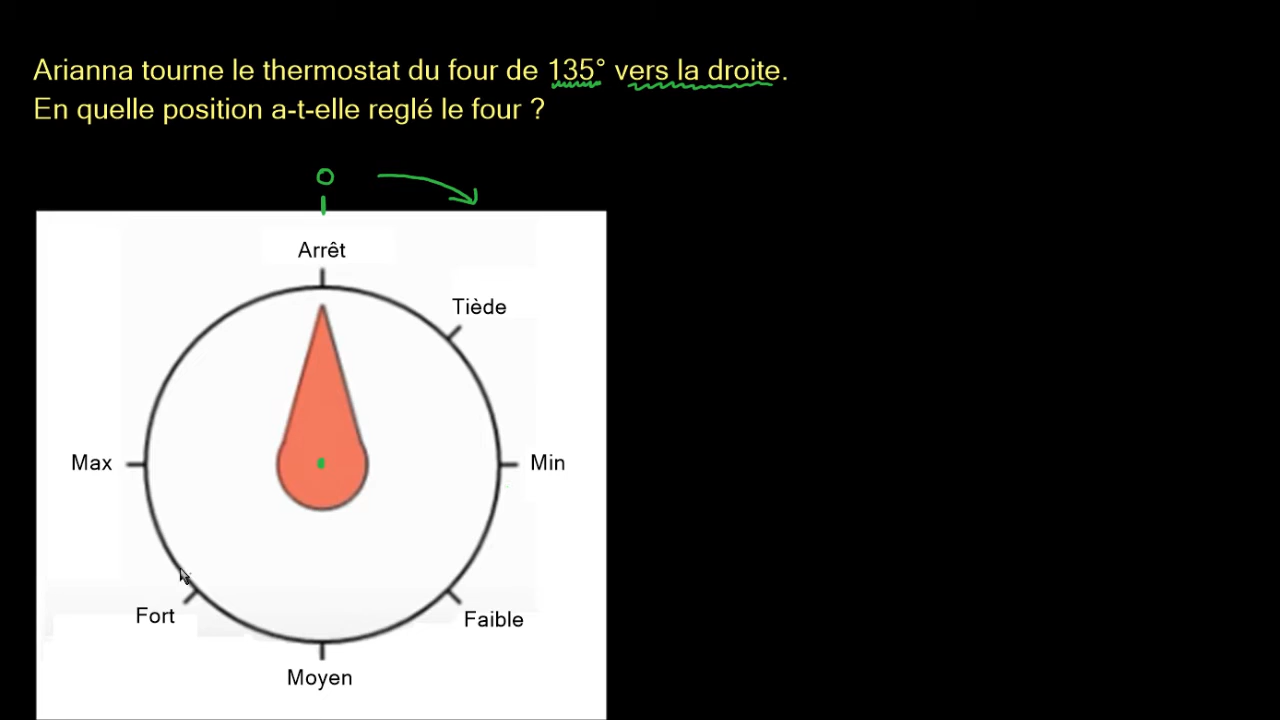 Arianna tourne le thermostat du four de 135° vers la droite.
En quelle position a-t-elle reglé le four ?
0
Arrêt
Tiède
Max
Min
Fort
Faible
Moyen